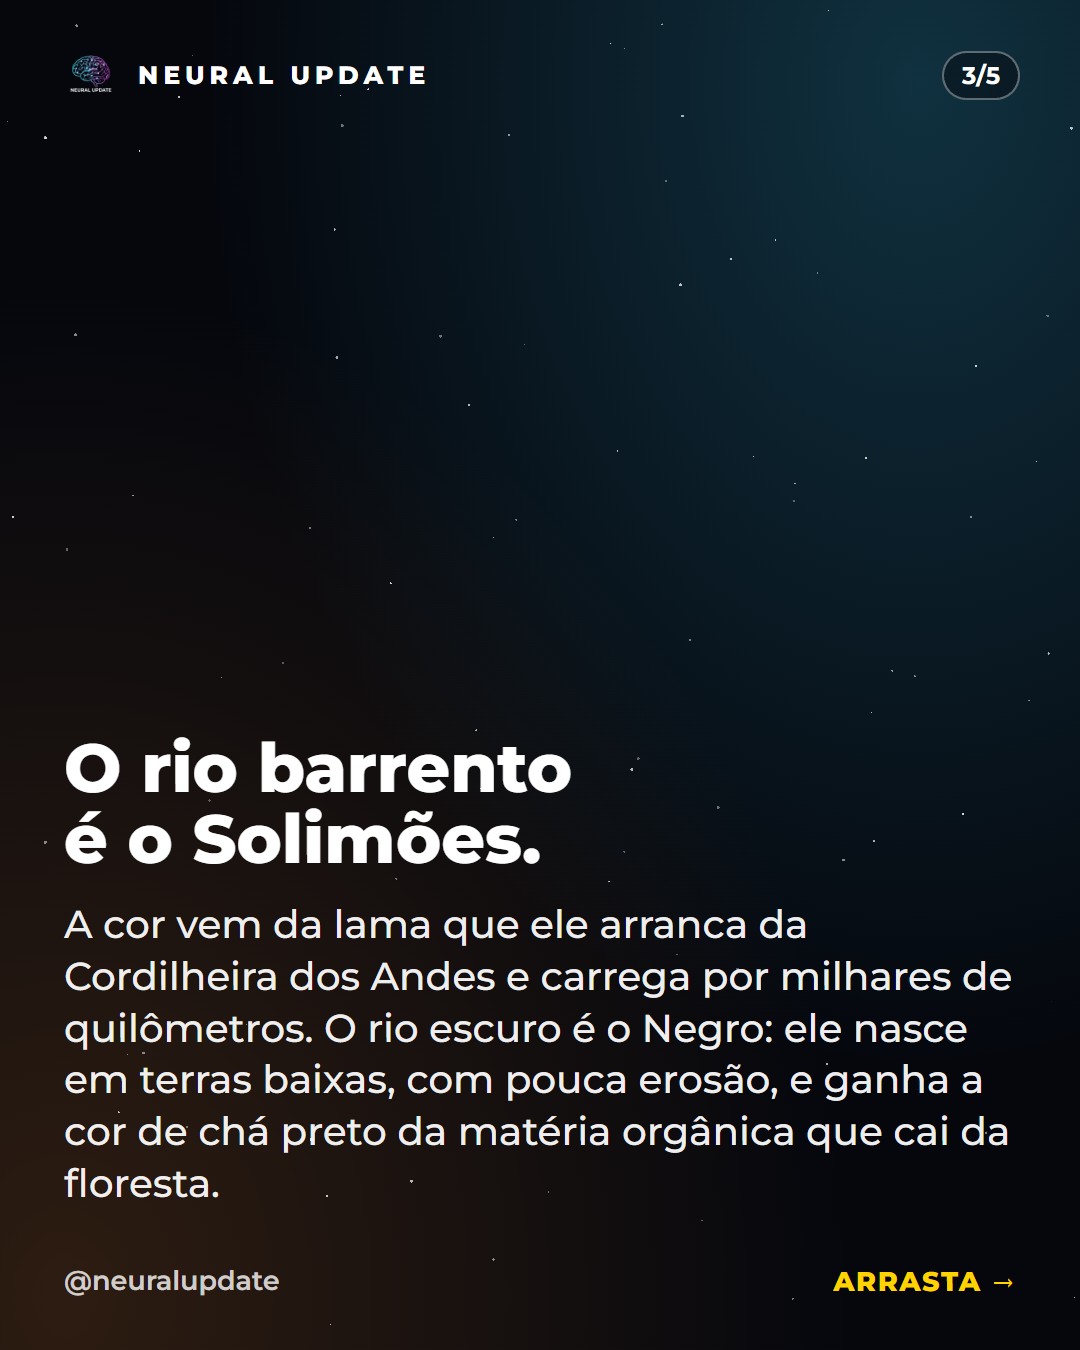 NEURAL UPDATE
NEURAL UPDATE
3/5
O rio barrento
é o Solimões.
A cor vem da lama que ele arranca da
Cordilheira dos Andes e carrega por milhares de
quilômetros. O rio escuro é o Negro: ele nasce
em terras baixas, com pouca erosão, e ganha a
cor de chá preto da matéria orgânica que cai da
floresta.
@neuralupdate
ARRASTA →